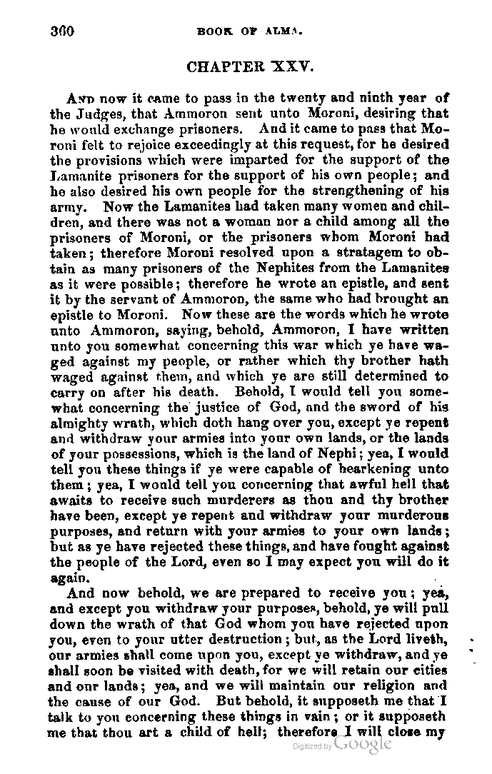 360 BOOK OF ALMA.
CHAPTER XXV.
AND now it came to pass in the twenty and ninth year of
the Judges, that Ammoron sent unto Moroni, desiring that
he would exchange prisoners. And it came to pass that Mo-
roni felt to rejoice exceedingly at this request, for he desired
the provisions which were imparted for the support of the
Lamanite prisoners for the support of his own people; and
he also desired his own people for the strengthening of his
army. Now the Lamanites had taken many women and chil-
dren, and there was not a woman nor a child among all the
prisoners of Moroni, or the prisoners whom Moroni had
taken; therefore Moroni resolved upon a stratagem to ob-
tain as many prisoners of the Nephites from the Lamanites
as it were possible; therefore he wrote an epistle, and sent
it by the servant of Ammoron, the same who had brought an
epistle to Moroni. Now these are the words which he wrote
unto Ammoron, saying, behold, Ammoron, I have written
unto you somewhat concerning this war which ye have wa-
ged against my people, or rather which thy brother hath
waged against them, and which ye are still determined to
carry on after his death. Behold, I would tell you some-
what concerning the justice of God, and the sword of his
almighty wrath, which doth hang over you, except ye repent
and withdraw your armies into your own lands, or the lands
of your possessions, which is the land of Nephi; yea, I would
tell you these things if ye were capable of hearkening unto
them; yea, I would tell you concerning that awful hell that
awaits to receive such murderers as thou and thy brother
have been, except ye repent and withdraw your murderous
purposes, and return with your armies to your own lands;
but as ye have rejected these things, and have fought against
the people of the Lord, even so I may expect you will do it
again.
And now behold, we are prepared to receive you; yea,
and except you withdraw your purposes, behold, ye will pull
down the wrath of that God whom you have rejected upon
you, even to your utter destruction; but, as the Lord liveth,
our armies shall come upon you, except ye withdraw, and ye
shall soon be visited with death, for we will retain our cities
and our lands; yea, and we will maintain our religion and
the cause of our God. But behold, it supposeth me that I
talk to you concerning these things in vain; or it supposeth
me that thou art a child of hell; therefore I will close my
Digitized by Google